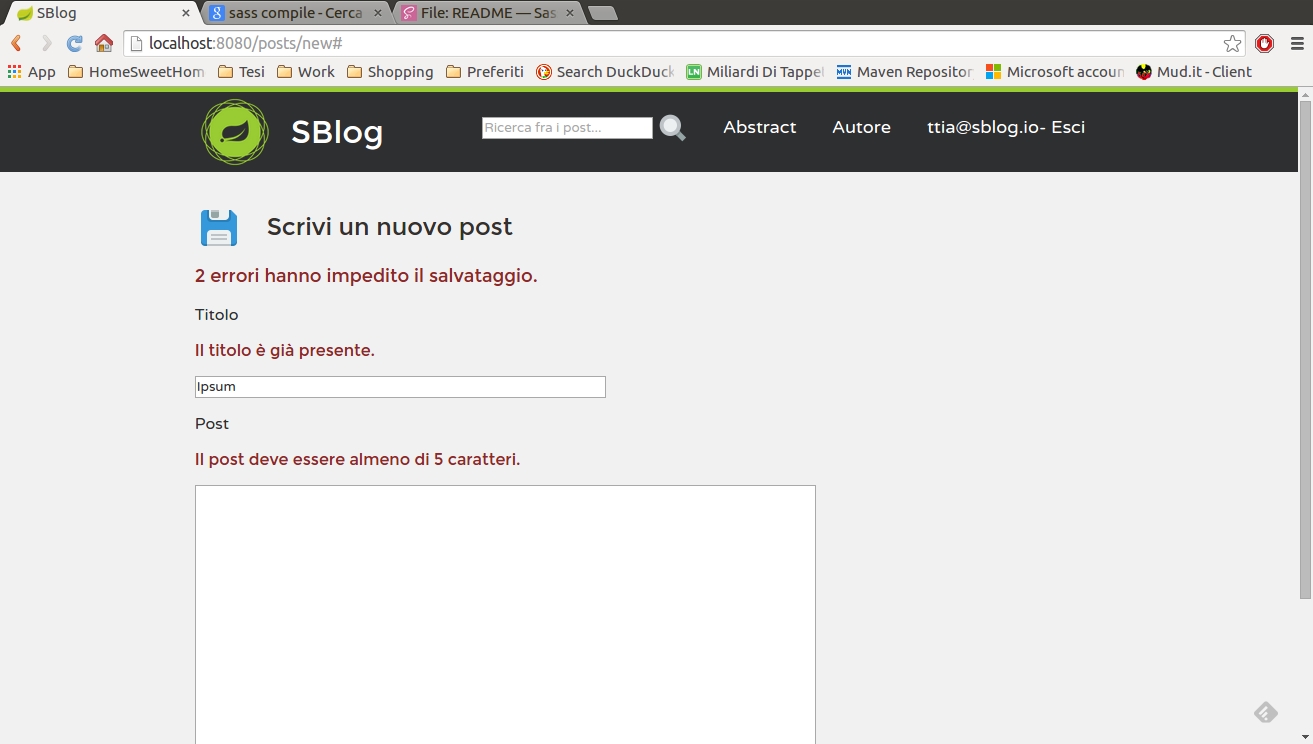 SBlog
sass compile - Cerca
File: README — Sas
localhost:8080/posts/new#
App HomeSweetHom Tesi Work Shopping Preferiti Search DuckDuck LN Miliardi Di Tappet MVN Maven Repositor Microsoft accoun Mud.it - Client
SBlog
Ricerca fra i post...
Abstract Autore ttia@sblog.io- Esci
Scrivi un nuovo post
2 errori hanno impedito il salvataggio.
Titolo
Il titolo è già presente.
Ipsum
Post
Il post deve essere almeno di 5 caratteri.